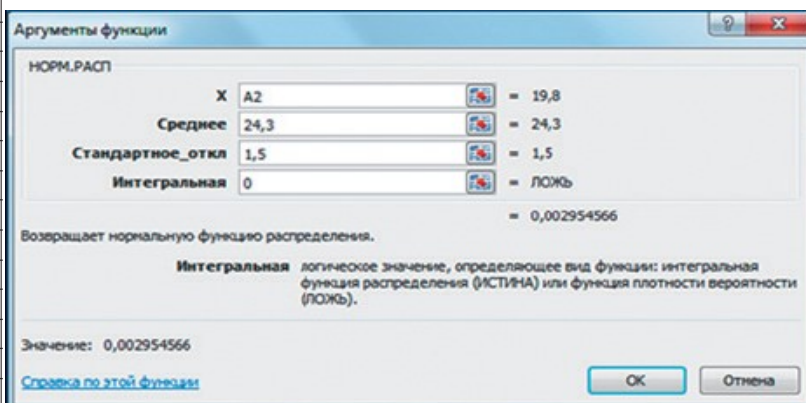 Аргументы функции
НОРМ.РАСП
X A2 = 19,8
Среднее 24,3 = 24,3
Стандартное_откл 1,5 = 1,5
Интегральная 0 = ЛОЖЬ
= 0,002954566
Возвращает нормальную функцию распределения.
Интегральная логическое значение, определяющее вид функции: интегральная
функция распределения (ИСТИНА) или функция плотности вероятности
(ЛОЖЬ).
Значение: 0,002954566
Справка по этой функции
ОК
Отмена